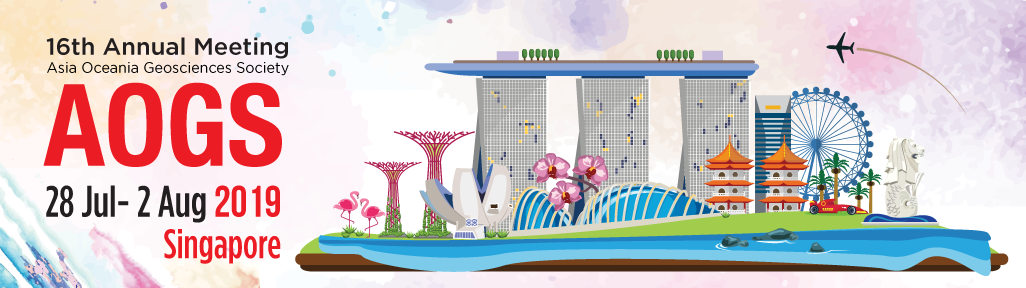 16th Annual Meeting
Asia Oceania Geosciences Society
AOGS
28 Jul- 2 Aug 2019
Singapore